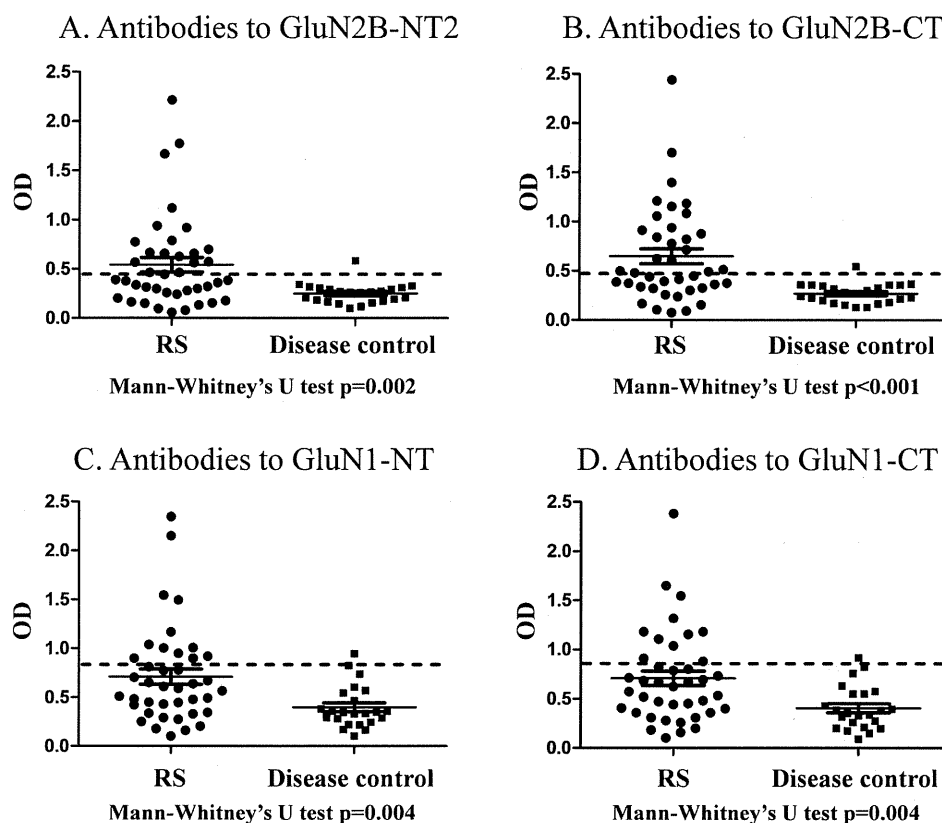 A. Antibodies to GluN2B-NT2
2.5
2.0
1.5
1.0
0.5
0.0
OD
RS
Disease control
Mann-Whitney's U test p=0.002
B. Antibodies to GluN2B-CT
2.5
2.0
1.5
1.0
0.5
0.0
OD
RS
Disease control
Mann-Whitney's U test p<0.001
C. Antibodies to GluN1-NT
2.5
2.0
1.5
1.0
0.5
0.0
OD
RS
Disease control
Mann-Whitney's U test p=0.004
D. Antibodies to GluN1-CT
2.5
2.0
1.5
1.0
0.5
0.0
OD
RS
Disease control
Mann-Whitney's U test p=0.004